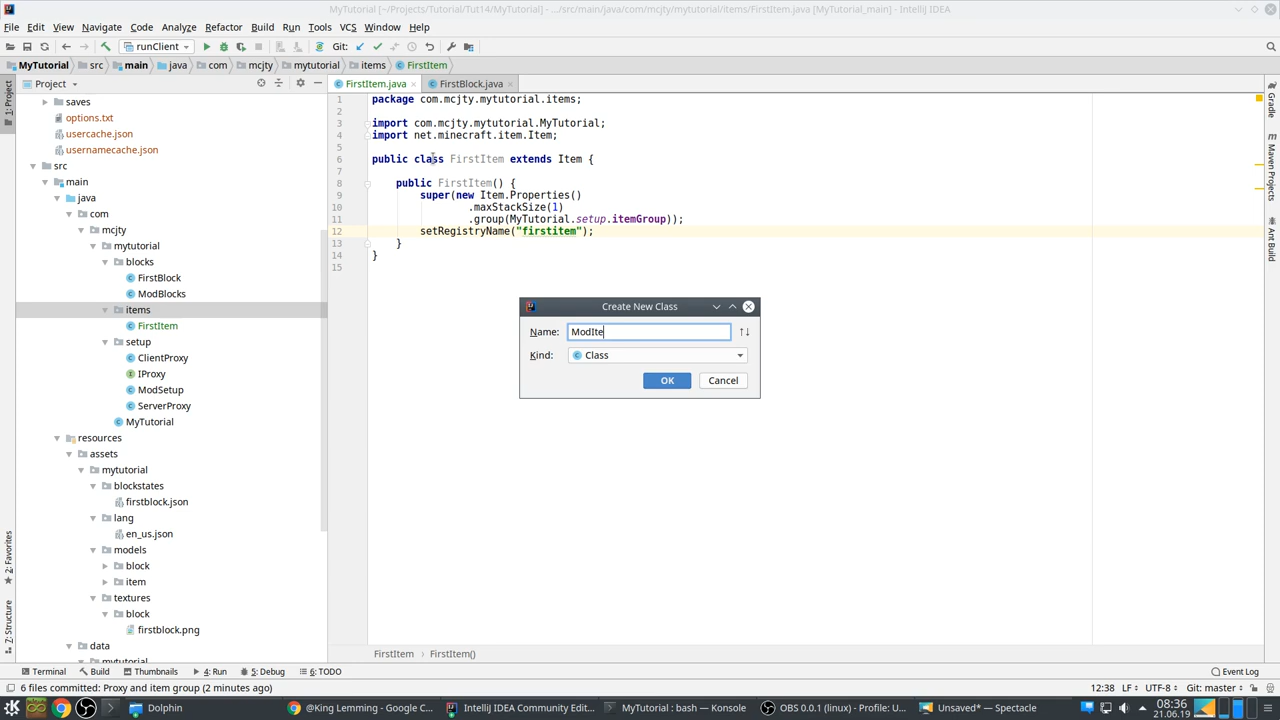 MyTutorial [~/Projects/Tutorial/Tut14/MyTutorial] - .../src/main/java/com/mcjty/mytutorial/items/FirstItem.java [MyTutorial_main] - IntelliJ IDEA
File Edit View Navigate Code Analyze Refactor Build Run Tools VCS Window Help
runClient Git:
MyTutorial src main java com mcjty mytutorial items FirstItem
Project
FirstItem.java FirstBlock.java
saves
options.txt
usercache.json
usernamecache.json
src
main
java
com
mcjty
mytutorial
blocks
FirstBlock
ModBlocks
items
FirstItem
setup
ClientProxy
IProxy
ModSetup
ServerProxy
MyTutorial
resources
assets
mytutorial
blockstates
firstblock.json
lang
en_us.json
models
block
item
textures
block
firstblock.png
data
mytutorial
1: Project
2: Favorites
7: Structure
1 package com.mcjty.mytutorial.items;
2
3 import com.mcjty.mytutorial.MyTutorial;
4 import net.minecraft.item.Item;
5
6 public class FirstItem extends Item {
7
8 public FirstItem() {
9 super(new Item.Properties()
10 .maxStackSize(1)
11 .group(MyTutorial.setup.itemGroup));
12 setRegistryName("firstitem");
13 }
14 }
15
Create New Class
Name: ModIte
Kind: Class
OK Cancel
Gradle
Maven Projects
Ant Build
FirstItem › FirstItem()
Terminal Build Thumbnails 4: Run 5: Debug 6: TODO Event Log
6 files committed: Proxy and item group (2 minutes ago) 12:38 LF UTF-8 Git: master
Dolphin @King Lemming - Google C... IntelliJ IDEA Community Edit... MyTutorial : bash — Konsole OBS 0.0.1 (linux) - Profile: U... Unsaved* — Spectacle 08:36
21.06.19